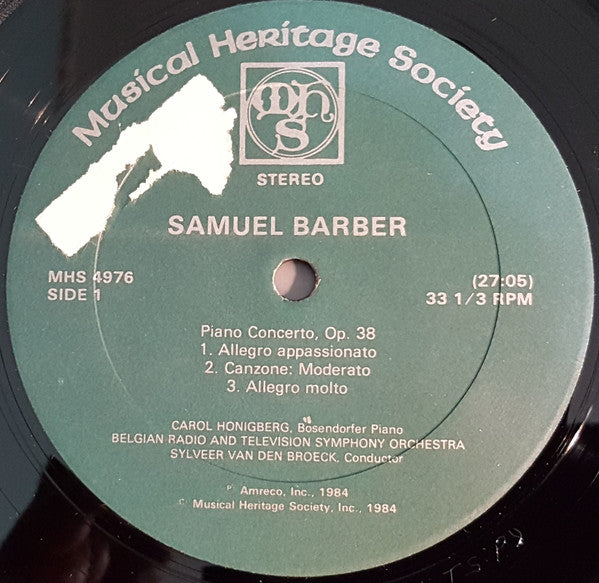 Musical Heritage Society
mhs
STEREO
SAMUEL BARBER
MHS 4976
SIDE 1
(27:05)
33 1/3 RPM
Piano Concerto, Op. 38
1. Allegro appassionato
2. Canzone: Moderato
3. Allegro molto
CAROL HONIGBERG, Bosendorfer Piano
BELGIAN RADIO AND TELEVISION SYMPHONY ORCHESTRA
SYLVEER VAN DEN BROECK, Conductor
℗ Amreco, Inc., 1984
© Musical Heritage Society, Inc., 1984